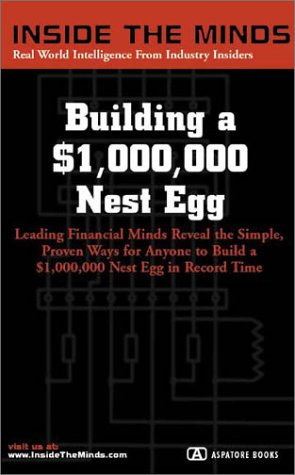 INSIDE THE MINDS
Real World Intelligence From Industry Insiders
Building a
$1,000,000
Nest Egg
Leading Financial Minds Reveal the Simple,
Proven Ways for Anyone to Build a
$1,000,000 Nest Egg in Record Time
visit us at:
www.InsideTheMinds.com
A ASPATORE BOOKS